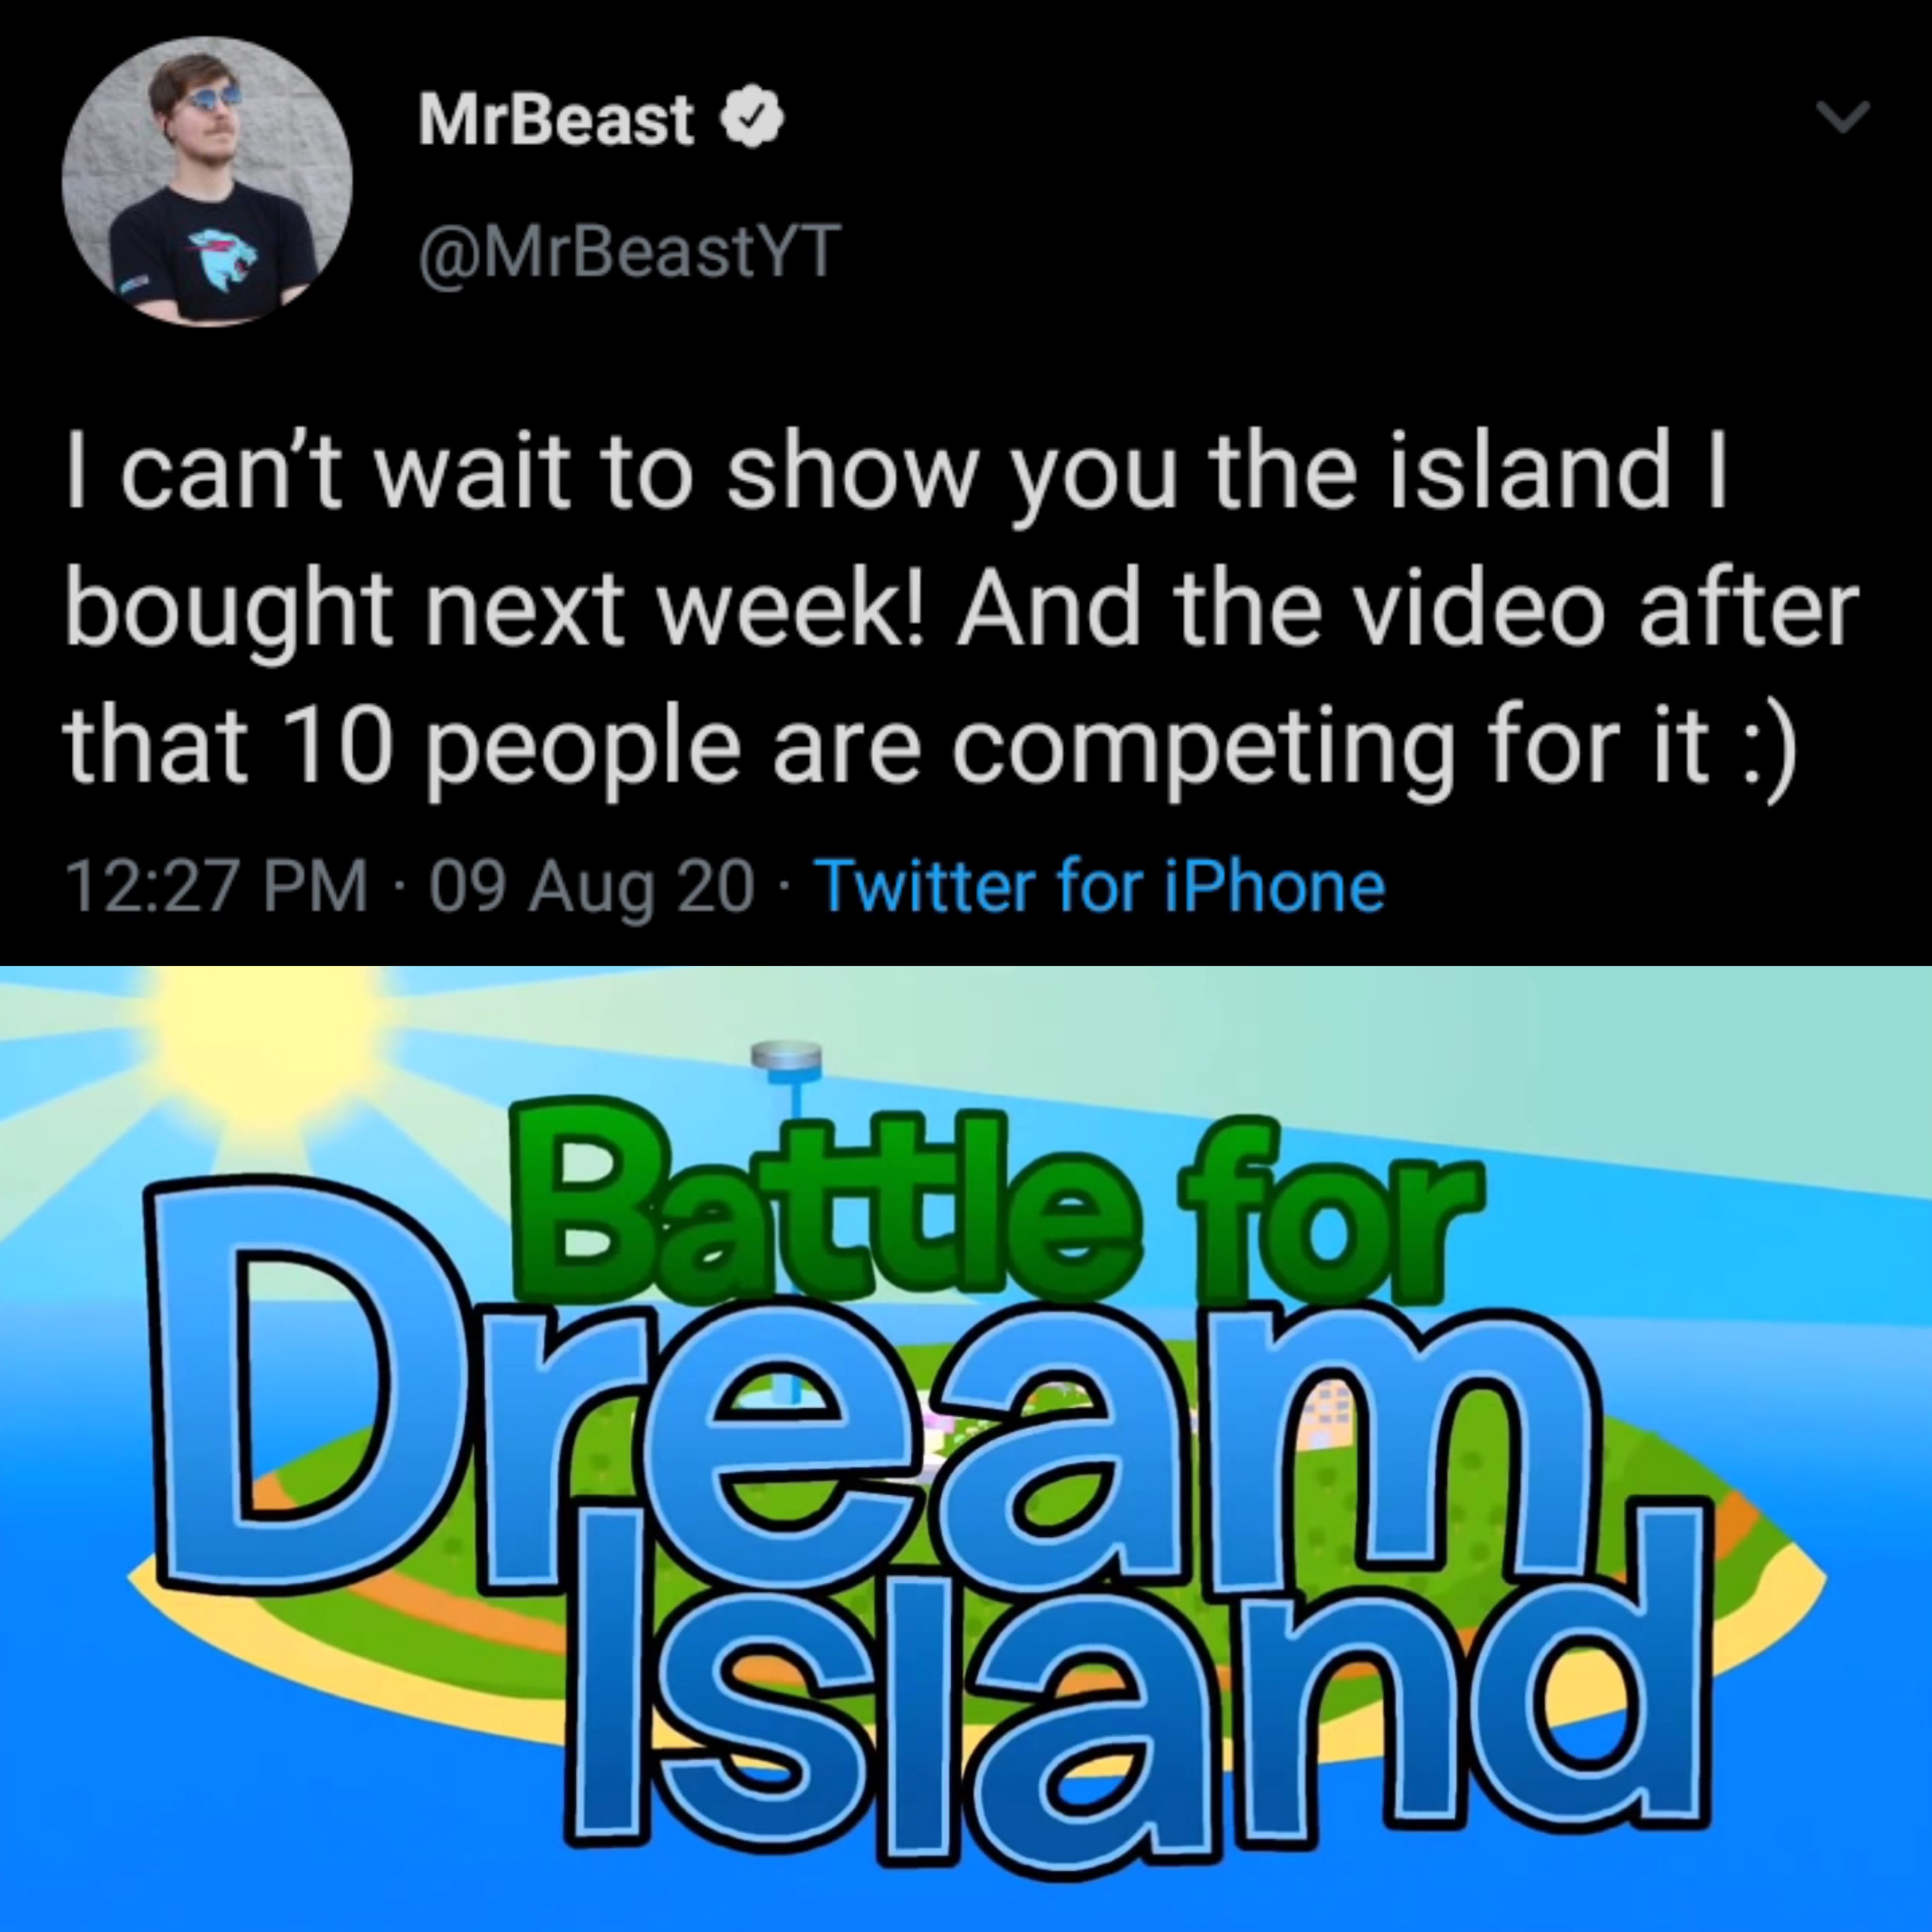 MrBeast
@MrBeastYT
I can’t wait to show you the island I
bought next week! And the video after
that 10 people are competing for it :)
12:27 PM · 09 Aug 20 · Twitter for iPhone
Battle for
Dream
Island